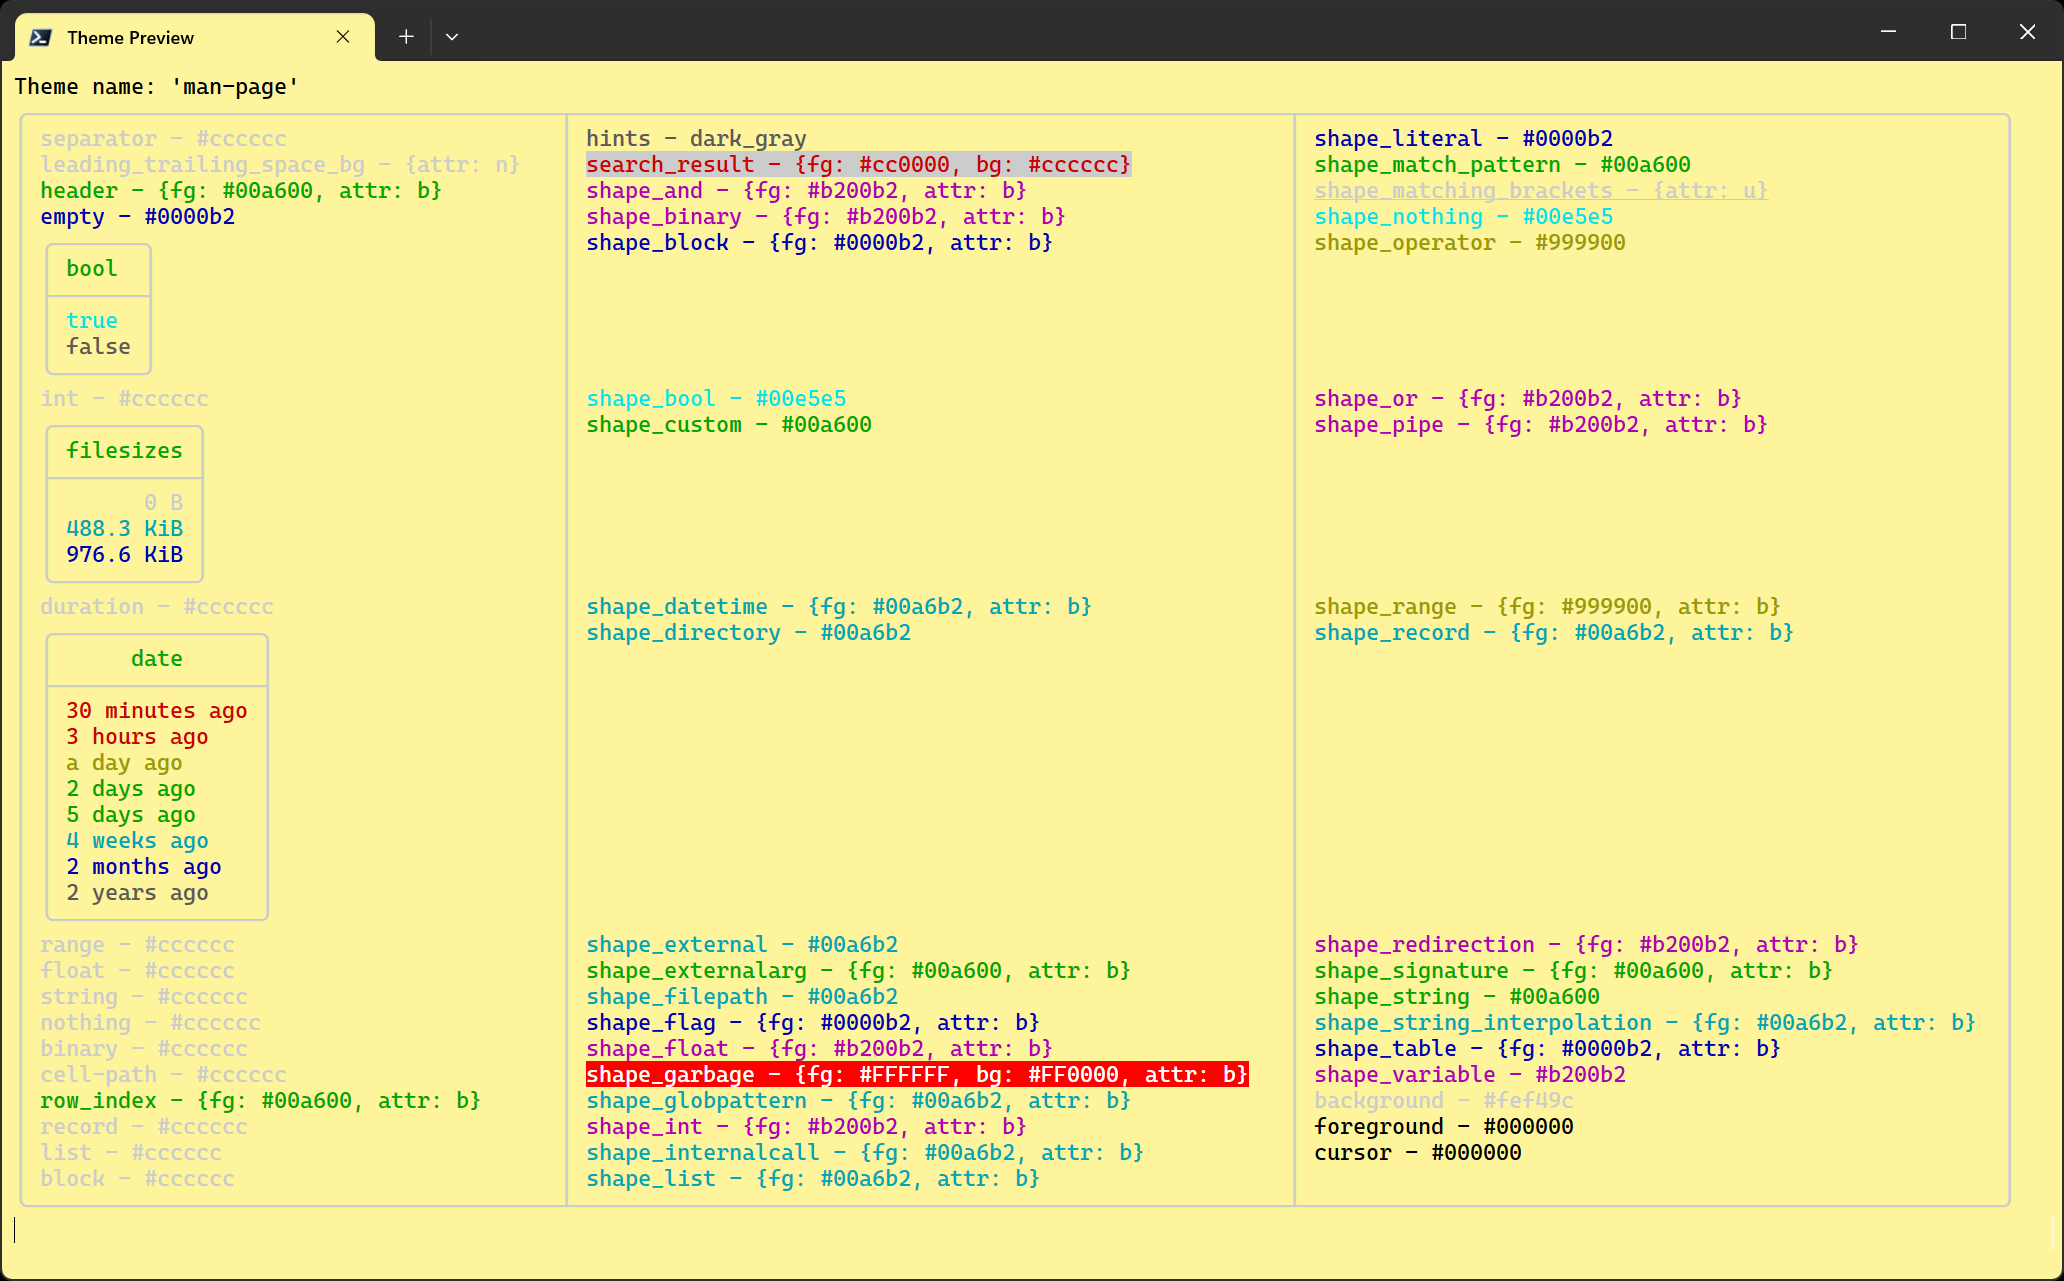 Theme Preview
Theme name: 'man-page'
separator - #cccccc
leading_trailing_space_bg - {attr: n}
header - {fg: #00a600, attr: b}
empty - #0000b2
bool
true
false
int - #cccccc
filesizes
0 B
488.3 KiB
976.6 KiB
duration - #cccccc
date
30 minutes ago
3 hours ago
a day ago
2 days ago
5 days ago
4 weeks ago
2 months ago
2 years ago
range - #cccccc
float - #cccccc
string - #cccccc
nothing - #cccccc
binary - #cccccc
cell-path - #cccccc
row_index - {fg: #00a600, attr: b}
record - #cccccc
list - #cccccc
block - #cccccc
hints - dark_gray
search_result - {fg: #cc0000, bg: #cccccc}
shape_and - {fg: #b200b2, attr: b}
shape_binary - {fg: #b200b2, attr: b}
shape_block - {fg: #0000b2, attr: b}
shape_bool - #00e5e5
shape_custom - #00a600
shape_datetime - {fg: #00a6b2, attr: b}
shape_directory - #00a6b2
shape_external - #00a6b2
shape_externalarg - {fg: #00a600, attr: b}
shape_filepath - #00a6b2
shape_flag - {fg: #0000b2, attr: b}
shape_float - {fg: #b200b2, attr: b}
shape_garbage - {fg: #FFFFFF, bg: #FF0000, attr: b}
shape_globpattern - {fg: #00a6b2, attr: b}
shape_int - {fg: #b200b2, attr: b}
shape_internalcall - {fg: #00a6b2, attr: b}
shape_list - {fg: #00a6b2, attr: b}
shape_literal - #0000b2
shape_match_pattern - #00a600
shape_matching_brackets - {attr: u}
shape_nothing - #00e5e5
shape_operator - #999900
shape_or - {fg: #b200b2, attr: b}
shape_pipe - {fg: #b200b2, attr: b}
shape_range - {fg: #999900, attr: b}
shape_record - {fg: #00a6b2, attr: b}
shape_redirection - {fg: #b200b2, attr: b}
shape_signature - {fg: #00a600, attr: b}
shape_string - #00a600
shape_string_interpolation - {fg: #00a6b2, attr: b}
shape_table - {fg: #0000b2, attr: b}
shape_variable - #b200b2
background - #fef49c
foreground - #000000
cursor - #000000